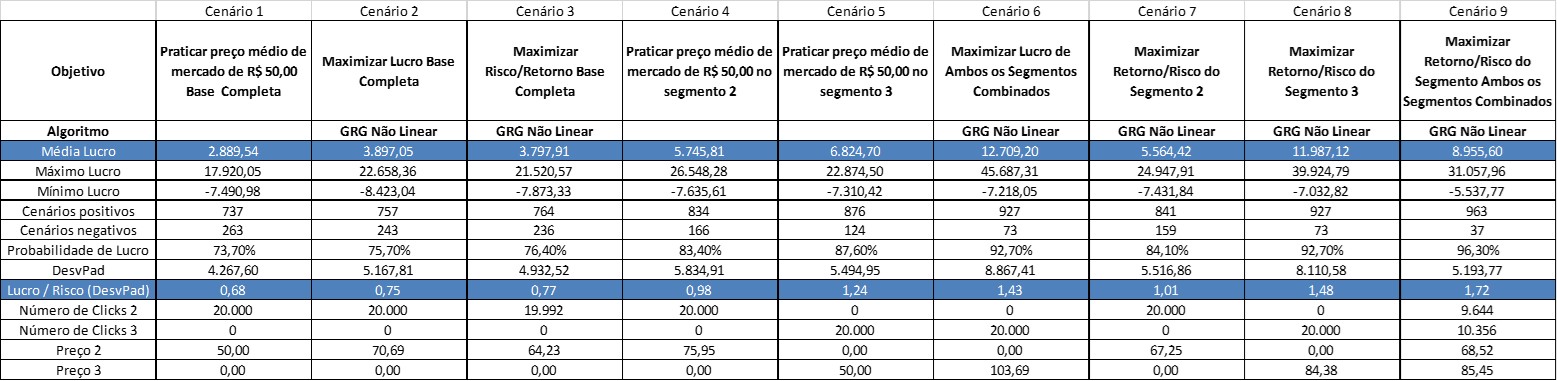 Cenário 1 Cenário 2 Cenário 3 Cenário 4 Cenário 5 Cenário 6 Cenário 7 Cenário 8 Cenário 9
Objetivo Praticar preço médio de mercado de R$ 50,00 Base Completa Maximizar Lucro Base Completa Maximizar Risco/Retorno Base Completa Praticar preço médio de mercado de R$ 50,00 no segmento 2 Praticar preço médio de mercado de R$ 50,00 no segmento 3 Maximizar Lucro de Ambos os Segmentos Combinados Maximizar Retorno/Risco do Segmento 2 Maximizar Retorno/Risco do Segmento 3 Maximizar Retorno/Risco do Segmento Ambos os Segmentos Combinados
Algoritmo GRG Não Linear GRG Não Linear GRG Não Linear GRG Não Linear GRG Não Linear GRG Não Linear
Média Lucro 2.889,54 3.897,05 3.797,91 5.745,81 6.824,70 12.709,20 5.564,42 11.987,12 8.955,60
Máximo Lucro 17.920,05 22.658,36 21.520,57 26.548,28 22.874,50 45.687,31 24.947,91 39.924,79 31.057,96
Mínimo Lucro -7.490,98 -8.423,04 -7.873,33 -7.635,61 -7.310,42 -7.218,05 -7.431,84 -7.032,82 -5.537,77
Cenários positivos 737 757 764 834 876 927 841 927 963
Cenários negativos 263 243 236 166 124 73 159 73 37
Probabilidade de Lucro 73,70% 75,70% 76,40% 83,40% 87,60% 92,70% 84,10% 92,70% 96,30%
DesvPad 4.267,60 5.167,81 4.932,52 5.834,91 5.494,95 8.867,41 5.516,86 8.110,58 5.193,77
Lucro / Risco (DesvPad) 0,68 0,75 0,77 0,98 1,24 1,43 1,01 1,48 1,72
Número de Clicks 2 20.000 20.000 19.992 20.000 0 0 20.000 0 9.644
Número de Clicks 3 0 0 0 0 20.000 20.000 0 20.000 10.356
Preço 2 50,00 70,69 64,23 75,95 0,00 0,00 67,25 0,00 68,52
Preço 3 0,00 0,00 0,00 0,00 50,00 103,69 0,00 84,38 85,45